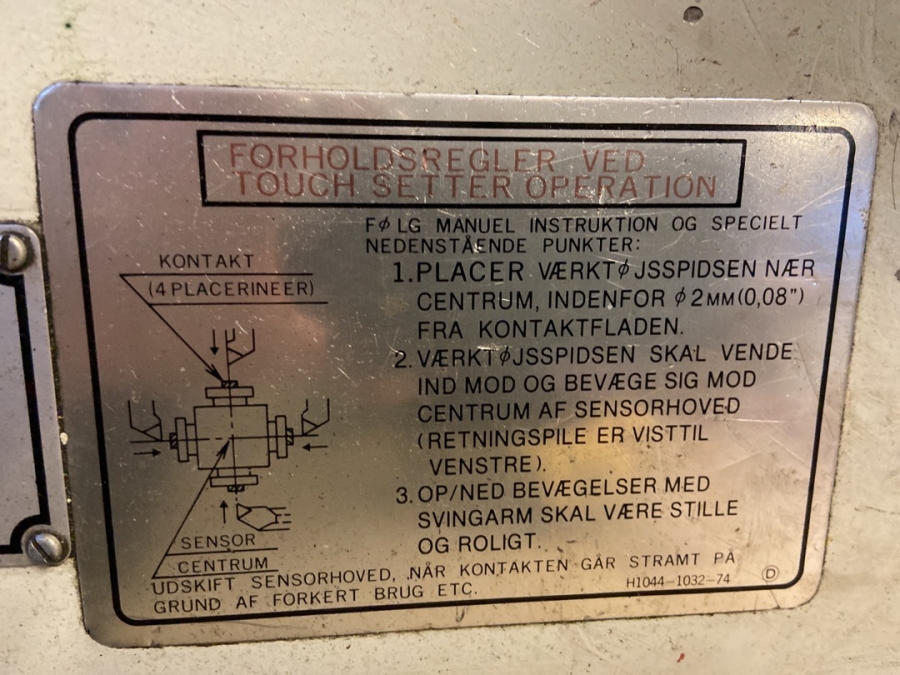 FORHOLDSREGLER VED
TOUCH SETTER OPERATION
FØLG MANUEL INSTRUKTION OG SPECIELT
NEDENSTÅENDE PUNKTER:
KONTAKT
(4 PLACERINEER)
1. PLACER VÆRKTØJSSPIDSEN NÆR
CENTRUM, INDENFOR ϕ2MM(0,08")
FRA KONTAKTFLADEN.
2. VÆRKTØJSSPIDSEN SKAL VENDE
IND MOD OG BEVÆGE SIG MOD
CENTRUM AF SENSORHOVED
(RETNINGSPILE ER VISTTIL
VENSTRE).
3. OP/NED BEVÆGELSER MED
SVINGARM SKAL VÆRE STILLE
OG ROLIGT.
SENSOR
CENTRUM
UDSKIFT SENSORHOVED, NÅR KONTAKTEN GÅR STRAMT PÅ
GRUND AF FORKERT BRUG ETC.
H1044-1032-74 Ⓓ